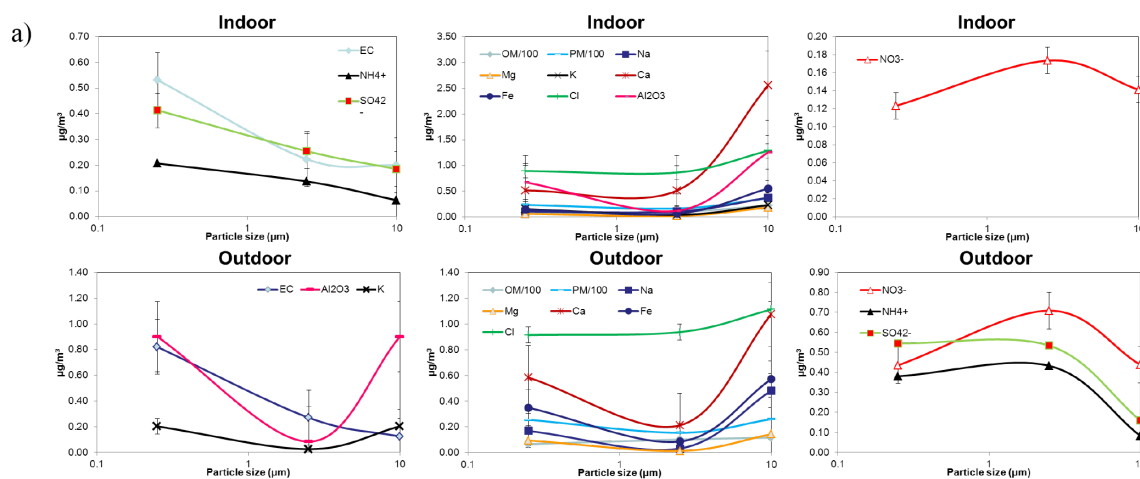 a)
Indoor
0.70
0.60
0.50
0.40
0.30
0.20
0.10
0.00
µg/m³
0.1 1 10
Particle size (µm)
EC
NH4+
SO42
-
Indoor
3.50
3.00
2.50
2.00
1.50
1.00
0.50
0.00
µg/m³
0.1 1 10
Particle size (µm)
OM/100 PM/100 Na
Mg K Ca
Fe Cl Al2O3
Indoor
0.20
0.18
0.16
0.14
0.12
0.10
0.08
0.06
0.04
0.02
0.00
µg/m³
0.1 1 10
Particle size (µm)
NO3-
Outdoor
1.40
1.20
1.00
0.80
0.60
0.40
0.20
0.00
µg/m³
0.1 1 10
Particle size (µm)
EC Al2O3 K
Outdoor
1.40
1.20
1.00
0.80
0.60
0.40
0.20
0.00
µg/m³
0.1 1 10
Particle size (µm)
OM/100 PM/100 Na
Mg Ca Fe
Cl
Outdoor
0.90
0.80
0.70
0.60
0.50
0.40
0.30
0.20
0.10
0.00
µg/m³
0.1 1 10
Particle size (µm)
NO3-
NH4+
SO42-